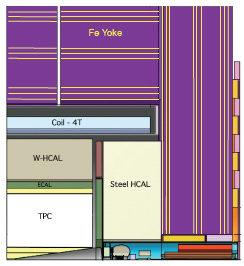 Fe Yoke
Coil - 4T
W-HCAL
ECAL
Steel HCAL
TPC